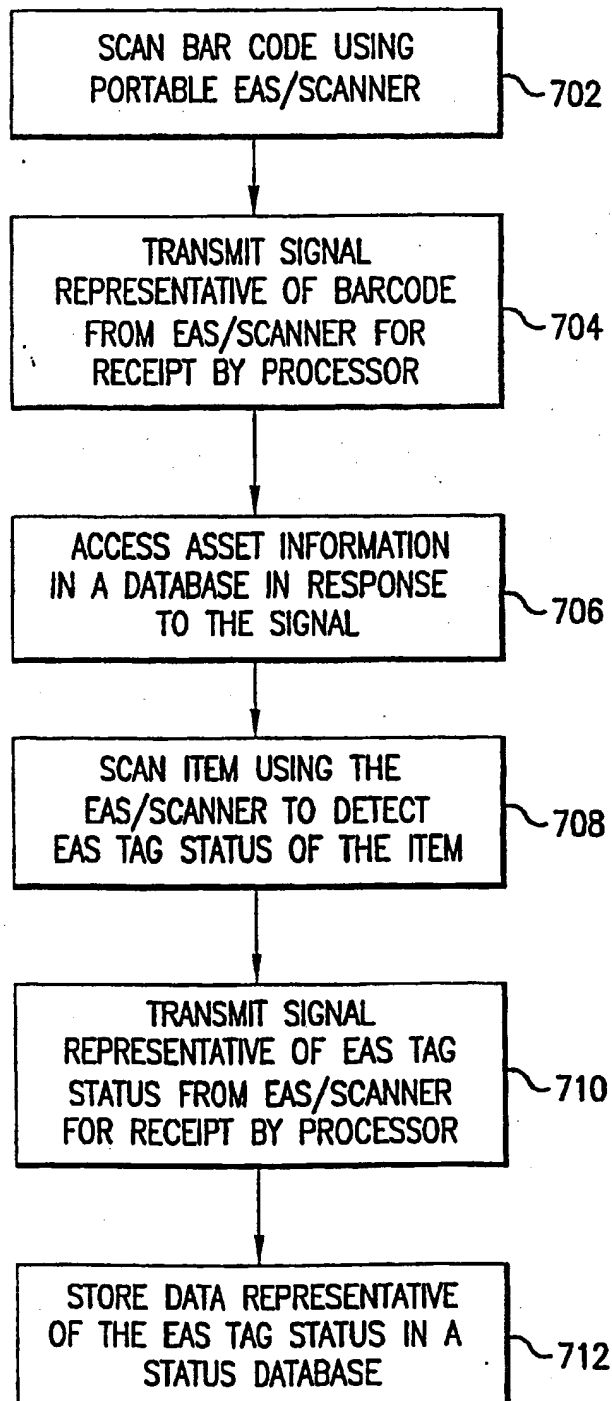 SCAN BAR CODE USING
PORTABLE EAS/SCANNER
702
TRANSMIT SIGNAL
REPRESENTATIVE OF BARCODE
FROM EAS/SCANNER FOR
RECEIPT BY PROCESSOR
704
ACCESS ASSET INFORMATION
IN A DATABASE IN RESPONSE
TO THE SIGNAL
706
SCAN ITEM USING THE
EAS/SCANNER TO DETECT
EAS TAG STATUS OF THE ITEM
708
TRANSMIT SIGNAL
REPRESENTATIVE OF EAS TAG
STATUS FROM EAS/SCANNER
FOR RECEIPT BY PROCESSOR
710
STORE DATA REPRESENTATIVE
OF THE EAS TAG STATUS IN A
STATUS DATABASE
712